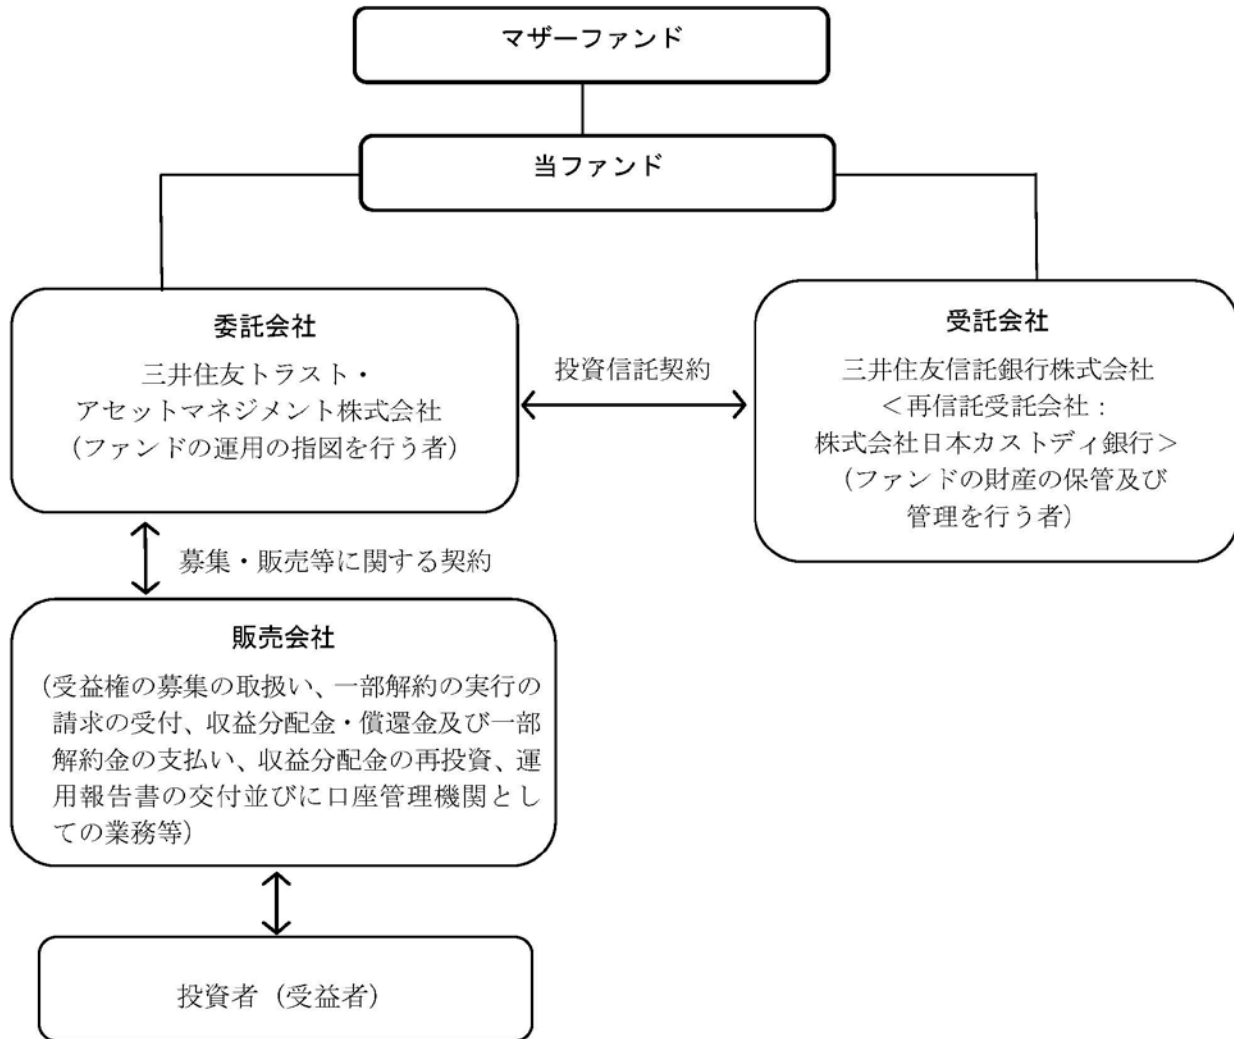 マザーファンド
当ファンド
委託会社
三井住友トラスト・
アセットマネジメント株式会社
(ファンドの運用の指図を行う者)
投資信託契約
受託会社
三井住友信託銀行株式会社
<再信託受託会社:
株式会社日本カストディ銀行>
(ファンドの財産の保管及び
管理を行う者)
募集・販売等に関する契約
販売会社
(受益権の募集の取扱い、一部解約の実行の
請求の受付、収益分配金・償還金及び一部
解約金の支払い、収益分配金の再投資、運
用報告書の交付並びに口座管理機関とし
ての業務等)
投資者(受益者)